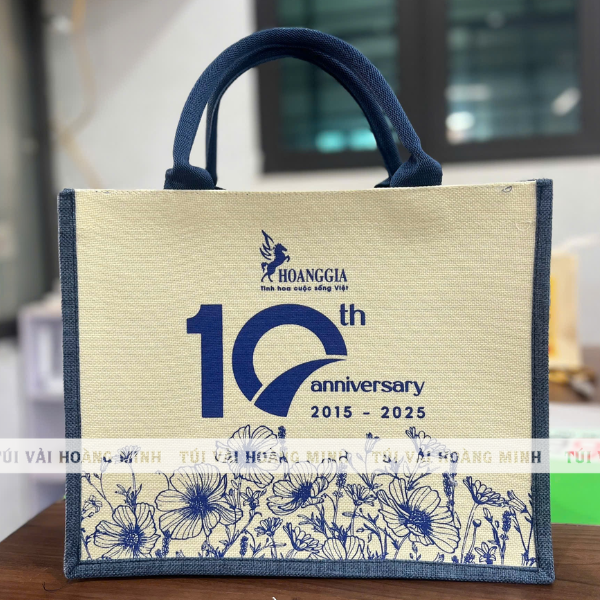 HOANGGIA
Tinh hoa cuộc sống Việt
10th
anniversary
2015 - 2025
TÚI VẢI HOÀNG MINH TÚI VẢI HOÀNG MINH TÚI VẢI HOÀNG MINH TÚI